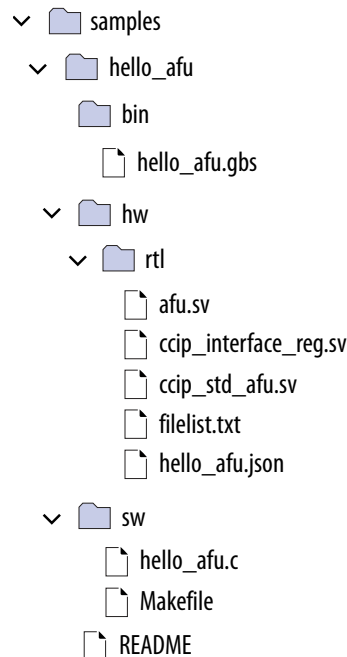 samples
hello_afu
bin
hello_afu.gbs
hw
rtl
afu.sv
ccip_interface_reg.sv
ccip_std_afu.sv
filelist.txt
hello_afu.json
sw
hello_afu.c
Makefile
README